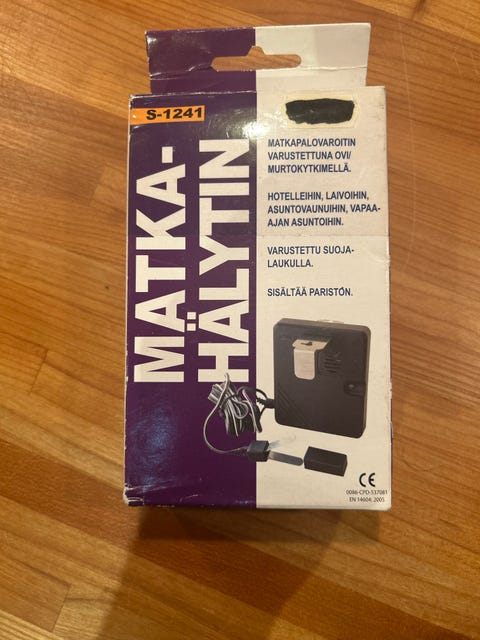 S-1241
MATKA-
HÄLYTIN
MATKAPALOVAROITIN
VARUSTETTUNA OVI/
MURTOKYTKIMELLÄ.
HOTELLEIHIN, LAIVOIHIN,
ASUNTOVAUNUIHIN, VAPAA-
AJAN ASUNTOIHIN.
VARUSTETTU SUOJA-
LAUKULLA.
SISÄLTÄÄ PARISTON.
CE
0086-CPD-537081
EN 14604: 2005